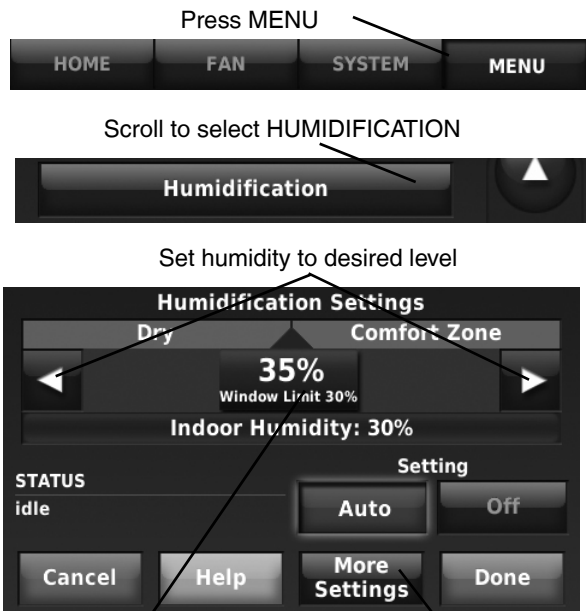 Press MENU
HOME FAN SYSTEM MENU
Scroll to select HUMIDIFICATION
Humidification
Set humidity to desired level
Humidification Settings
Dry Comfort Zone
35%
Window Limit 30%
Indoor Humidity: 30%
Setting
STATUS
idle
Auto Off
Cancel Help More Settings Done